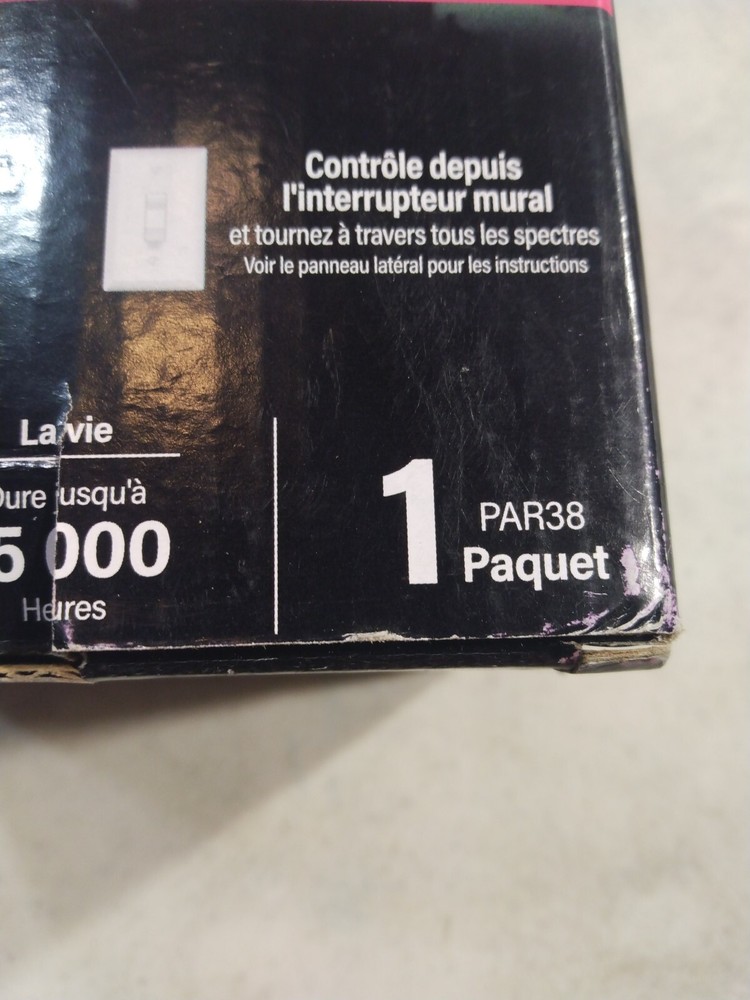 Contrôle depuis
l'interrupteur mural
et tournez à travers tous les spectres
Voir le panneau latéral pour les instructions
La vie
Dure jusqu'à
5 000
Heures
1
PAR38
Paquet